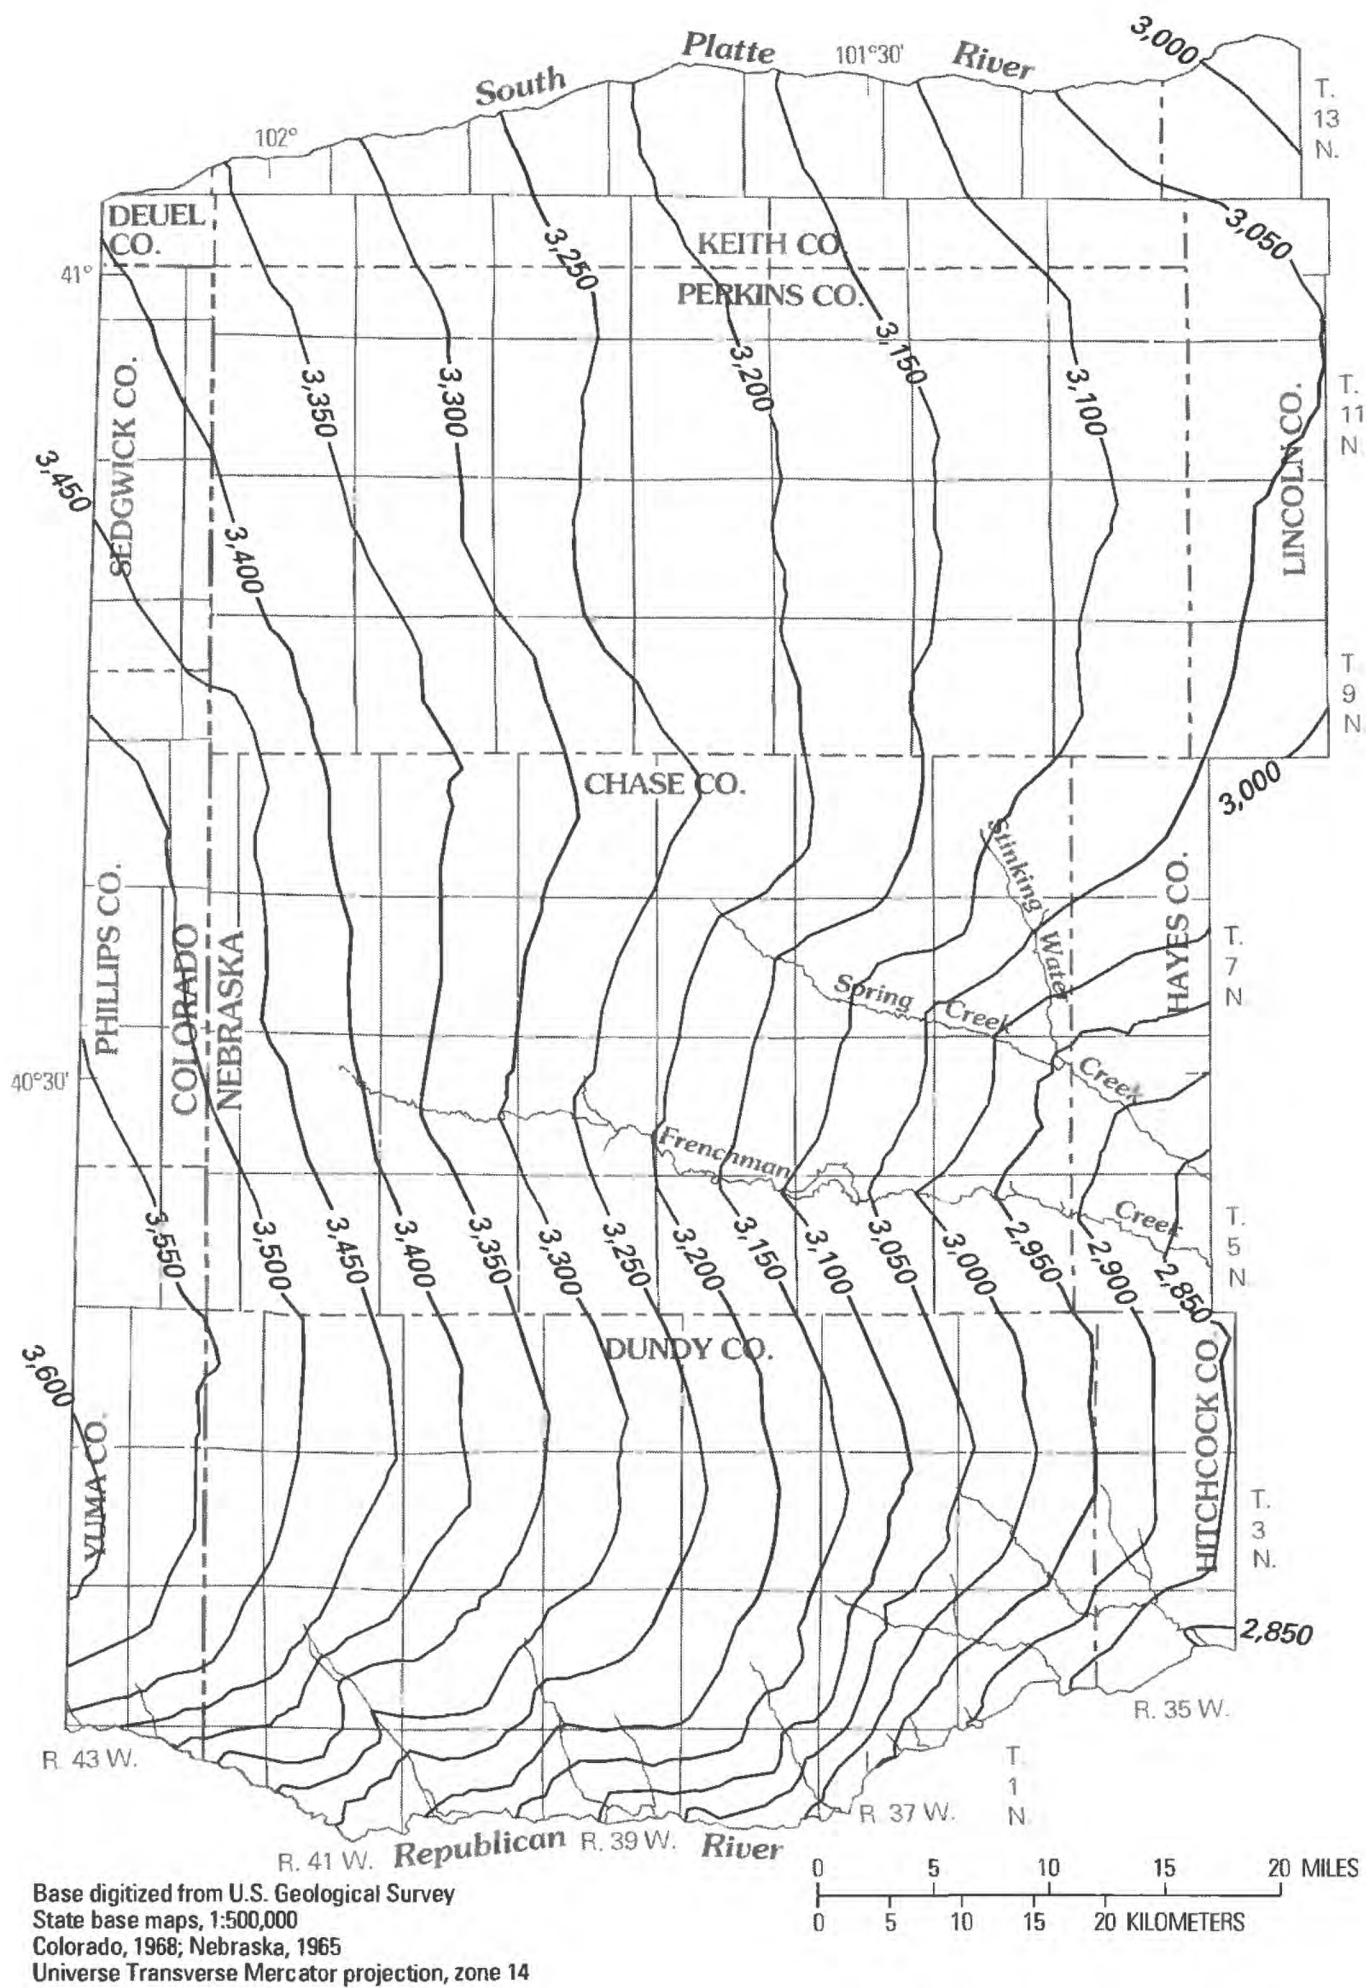 3,000
South Platte River
101°30'
102°
T.
13
N.
DEUEL
CO.
3,250
KEITH CO.
3,050
41°
PERKINS CO.
3,350
3,300
3,200
3,150
3,100
T.
11
N.
SEDGWICK CO.
LINCOLN CO.
3,450
3,400
T.
9
N.
CHASE CO.
3,000
Stinking
Water
Creek
PHILLIPS CO.
COLORADO
NEBRASKA
HAYES CO.
T.
7
N.
Spring Creek
40°30'
Frenchman
Creek
T.
5
N.
3,550
3,500
3,450
3,400
3,350
3,300
3,250
3,200
3,150
3,100
3,050
3,000
2,950
2,900
2,850
DUNDY CO.
3,600
YUMA CO.
HITCHCOCK CO.
T.
3
N.
2,850
R. 35 W.
R. 43 W.
T.
1
N.
R. 37 W.
R. 41 W.
Republican River
R. 39 W.
0 5 10 15 20 MILES
0 5 10 15 20 KILOMETERS
Base digitized from U.S. Geological Survey
State base maps, 1:500,000
Colorado, 1968; Nebraska, 1965
Universe Transverse Mercator projection, zone 14